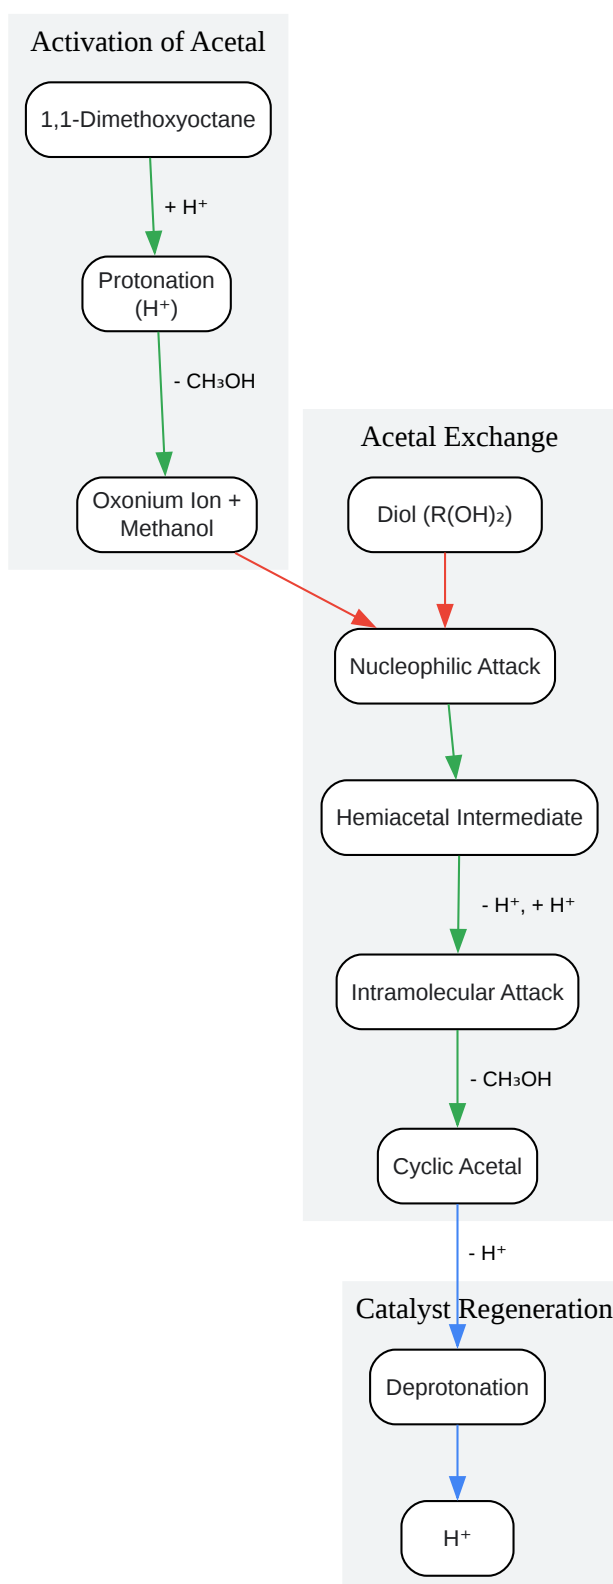 Activation of Acetal
1,1-Dimethoxyoctane
+ H⁺
Protonation
(H⁺)
- CH₃OH
Oxonium Ion +
Methanol
Acetal Exchange
Diol (R(OH)₂)
Nucleophilic Attack
Hemiacetal Intermediate
- H⁺, + H⁺
Intramolecular Attack
- CH₃OH
Cyclic Acetal
- H⁺
Catalyst Regeneration
Deprotonation
H⁺